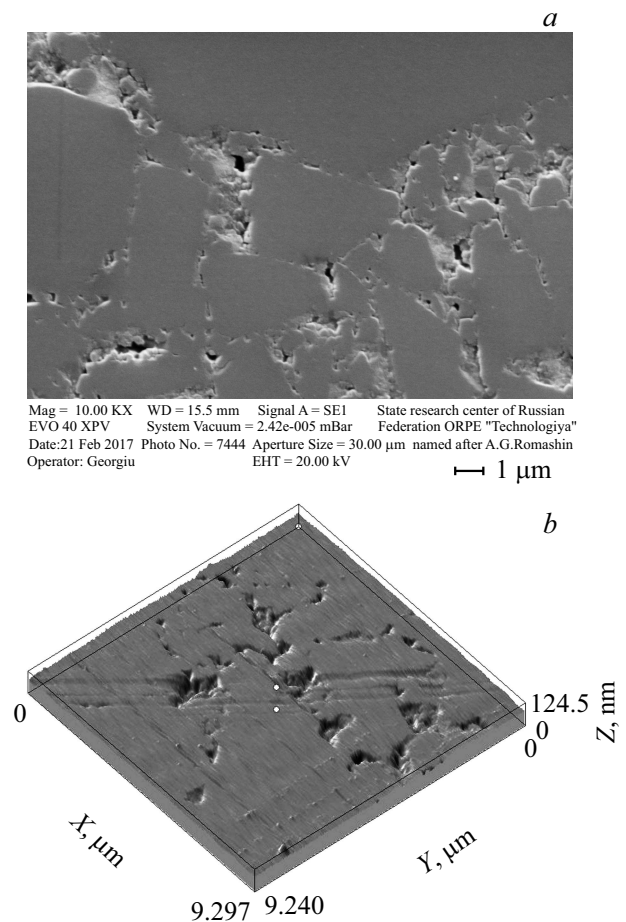 a
Mag = 10.00 KX WD = 15.5 mm Signal A = SE1 State research center of Russian
EVO 40 XPV System Vacuum = 2.42e-005 mBar Federation ORPE "Technologiya"
Date:21 Feb 2017 Photo No. = 7444 Aperture Size = 30.00 μm named after A.G.Romashin
Operator: Georgiu EHT = 20.00 kV
1 μm
b
124.5
0
0
0
Z, nm
X, μm
Y, μm
9.297 9.240